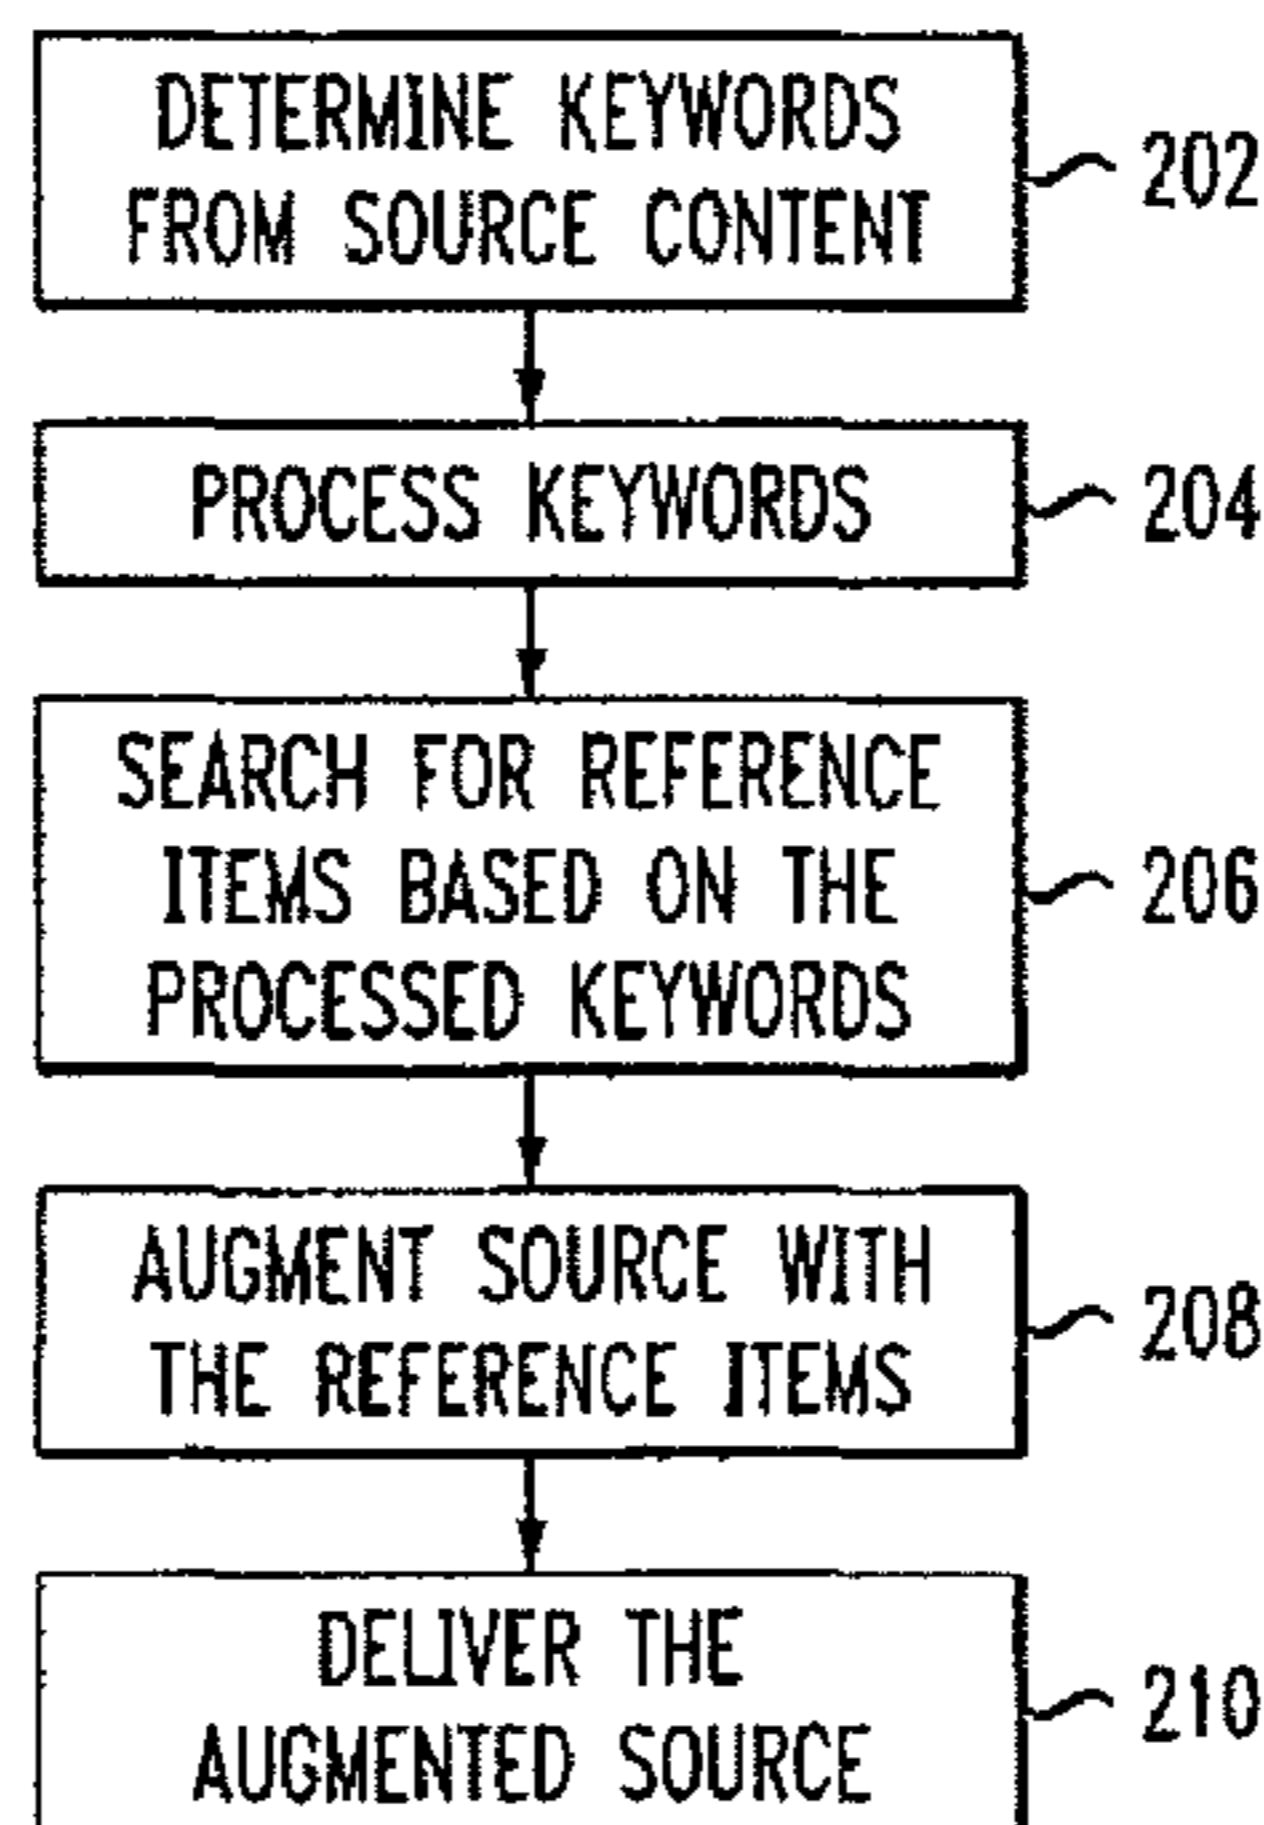 DETERMINE KEYWORDS
FROM SOURCE CONTENT
202
PROCESS KEYWORDS
204
SEARCH FOR REFERENCE
ITEMS BASED ON THE
PROCESSED KEYWORDS
206
AUGMENT SOURCE WITH
THE REFERENCE ITEMS
208
DELIVER THE
AUGMENTED SOURCE
210